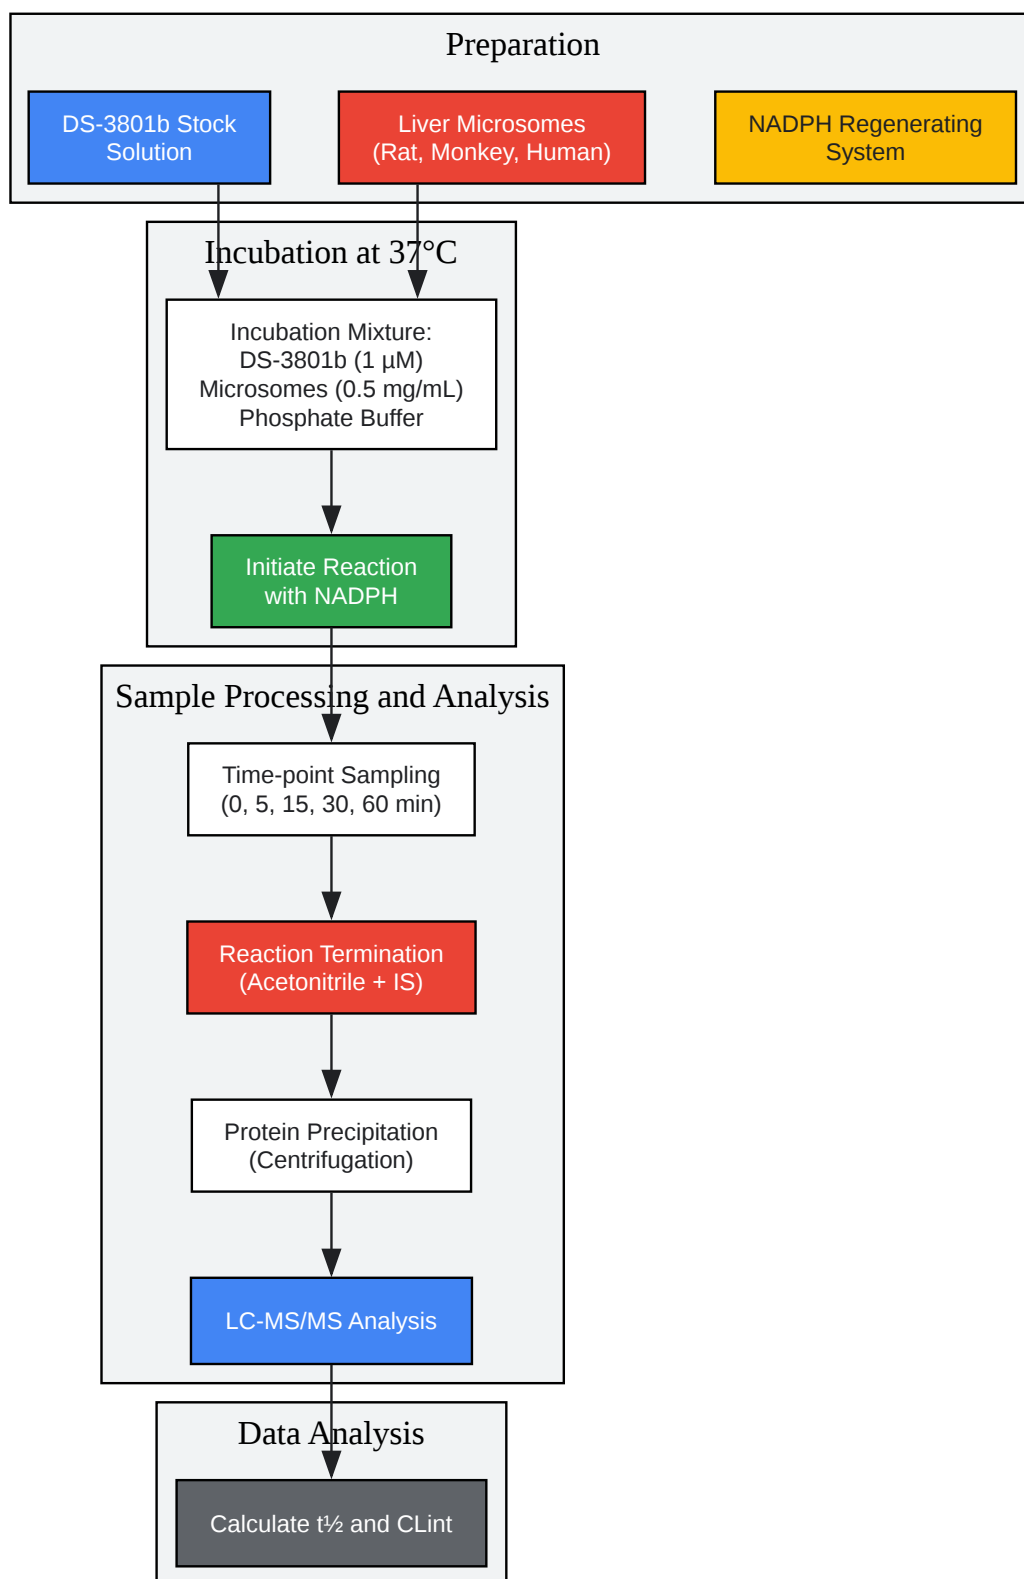 Preparation
DS-3801b Stock
Solution
Liver Microsomes
(Rat, Monkey, Human)
NADPH Regenerating
System
Incubation at 37°C
Incubation Mixture:
DS-3801b (1 µM)
Microsomes (0.5 mg/mL)
Phosphate Buffer
Initiate Reaction
with NADPH
Sample Processing and Analysis
Time-point Sampling
(0, 5, 15, 30, 60 min)
Reaction Termination
(Acetonitrile + IS)
Protein Precipitation
(Centrifugation)
LC-MS/MS Analysis
Data Analysis
Calculate t½ and CLint